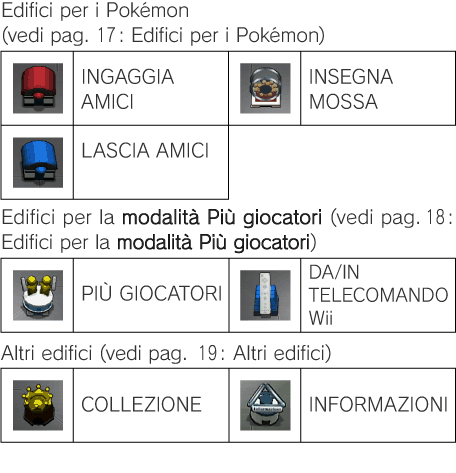 Edifici per i Pokémon
(vedi pag. 17: Edifici per i Pokémon)
INGAGGIA
AMICI
INSEGNA
MOSSA
LASCIA AMICI
Edifici per la modalità Più giocatori (vedi pag. 18:
Edifici per la modalità Più giocatori)
PIÙ GIOCATORI
DA/IN
TELECOMANDO
Wii
Altri edifici (vedi pag. 19: Altri edifici)
COLLEZIONE
Informazioni
INFORMAZIONI